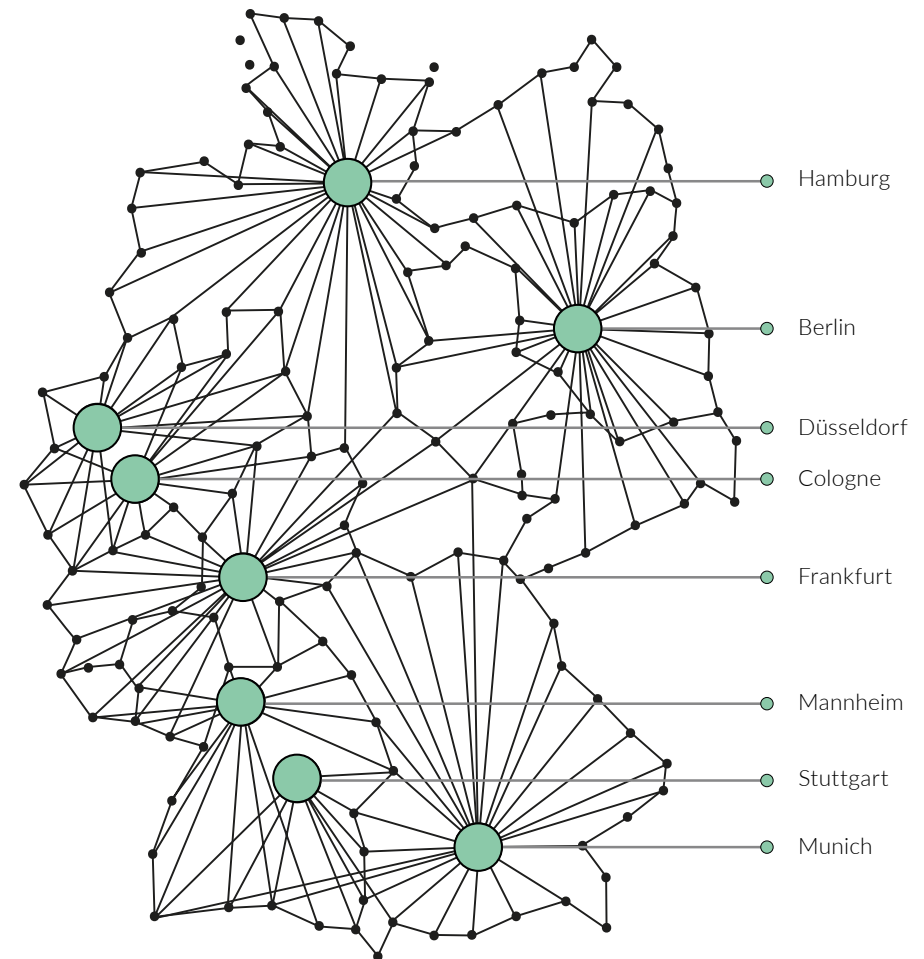 Hamburg
Berlin
Düsseldorf
Cologne
Frankfurt
Mannheim
Stuttgart
Munich